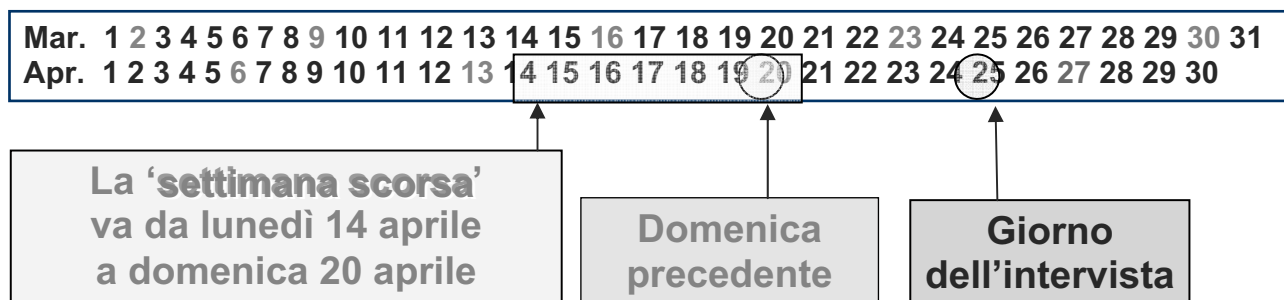 Mar. 1 2 3 4 5 6 7 8 9 10 11 12 13 14 15 16 17 18 19 20 21 22 23 24 25 26 27 28 29 30 31
Apr. 1 2 3 4 5 6 7 8 9 10 11 12 13 14 15 16 17 18 19 20 21 22 23 24 25 26 27 28 29 30
La ‘settimana scorsa’
va da lunedì 14 aprile
a domenica 20 aprile
Domenica
precedente
Giorno
dell’intervista